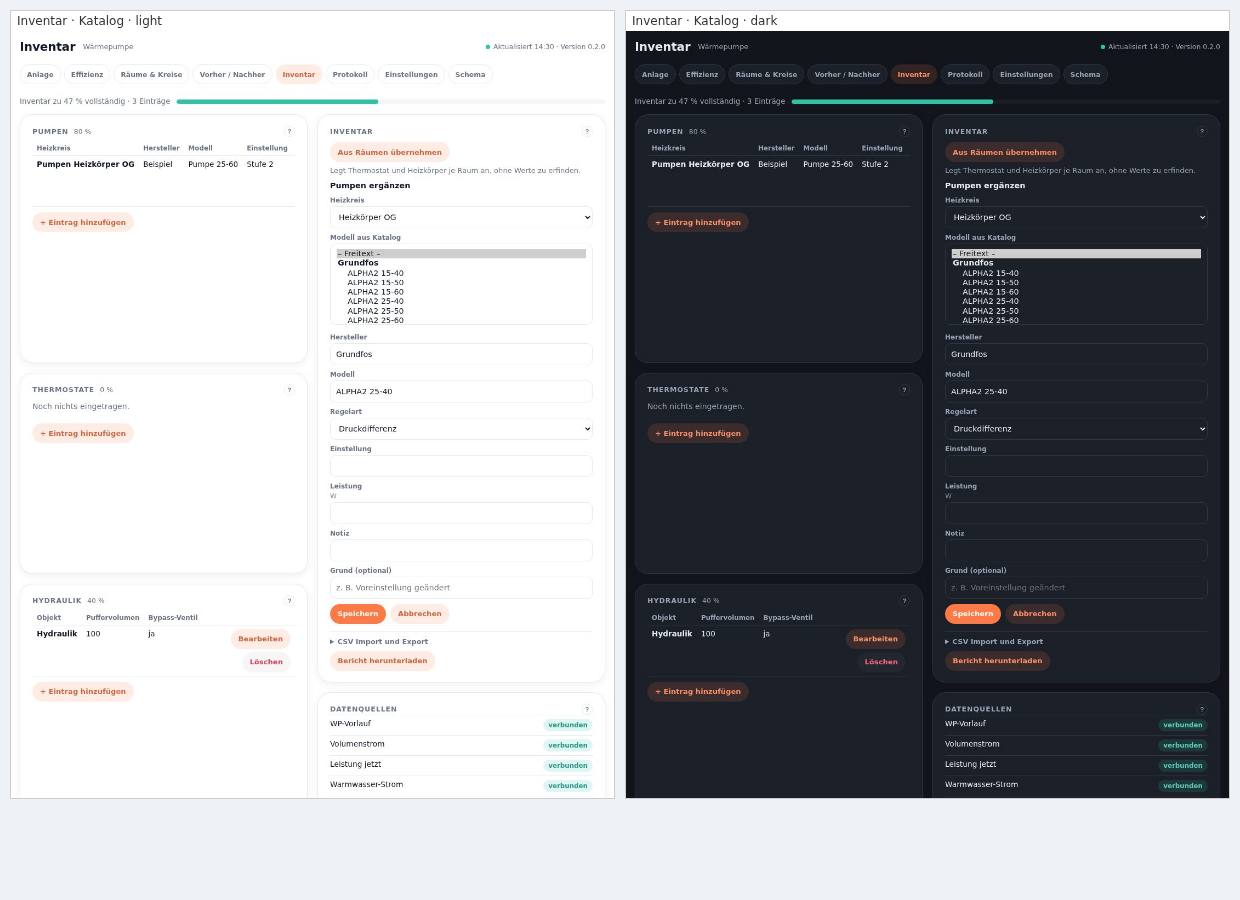 Inventar · Katalog · light
Inventar Wärmepumpe
Aktualisiert 14:30 · Version 0.2.0
Anlage Effizienz Räume & Kreise Vorher / Nachher Inventar Protokoll Einstellungen Schema
Inventar zu 47 % vollständig · 3 Einträge
PUMPEN 80 % ?
Heizkreis Hersteller Modell Einstellung
Pumpen Heizkörper OG Beispiel Pumpe 25-60 Stufe 2
+ Eintrag hinzufügen
THERMOSTATE 0 % ?
Noch nichts eingetragen.
+ Eintrag hinzufügen
HYDRAULIK 40 % ?
Objekt Puffervolumen Bypass-Ventil
Hydraulik 100 ja Bearbeiten
Löschen
+ Eintrag hinzufügen
INVENTAR ?
Aus Räumen übernehmen
Legt Thermostat und Heizkörper je Raum an, ohne Werte zu erfinden.
Pumpen ergänzen
Heizkreis
Heizkörper OG
Modell aus Katalog
– Freitext –
Grundfos
ALPHA2 15-40
ALPHA2 15-50
ALPHA2 15-60
ALPHA2 25-40
ALPHA2 25-50
ALPHA2 25-60
Hersteller
Grundfos
Modell
ALPHA2 25-40
Regelart
Druckdifferenz
Einstellung
Leistung
W
Notiz
Grund (optional)
z. B. Voreinstellung geändert
Speichern Abbrechen
CSV Import und Export
Bericht herunterladen
DATENQUELLEN ?
WP-Vorlauf verbunden
Volumenstrom verbunden
Leistung jetzt verbunden
Warmwasser-Strom verbunden
Inventar · Katalog · dark
Inventar Wärmepumpe
Aktualisiert 14:30 · Version 0.2.0
Anlage Effizienz Räume & Kreise Vorher / Nachher Inventar Protokoll Einstellungen Schema
Inventar zu 47 % vollständig · 3 Einträge
PUMPEN 80 % ?
Heizkreis Hersteller Modell Einstellung
Pumpen Heizkörper OG Beispiel Pumpe 25-60 Stufe 2
+ Eintrag hinzufügen
THERMOSTATE 0 % ?
Noch nichts eingetragen.
+ Eintrag hinzufügen
HYDRAULIK 40 % ?
Objekt Puffervolumen Bypass-Ventil
Hydraulik 100 ja Bearbeiten
Löschen
+ Eintrag hinzufügen
INVENTAR ?
Aus Räumen übernehmen
Legt Thermostat und Heizkörper je Raum an, ohne Werte zu erfinden.
Pumpen ergänzen
Heizkreis
Heizkörper OG
Modell aus Katalog
– Freitext –
Grundfos
ALPHA2 15-40
ALPHA2 15-50
ALPHA2 15-60
ALPHA2 25-40
ALPHA2 25-50
ALPHA2 25-60
Hersteller
Grundfos
Modell
ALPHA2 25-40
Regelart
Druckdifferenz
Einstellung
Leistung
W
Notiz
Grund (optional)
z. B. Voreinstellung geändert
Speichern Abbrechen
CSV Import und Export
Bericht herunterladen
DATENQUELLEN ?
WP-Vorlauf verbunden
Volumenstrom verbunden
Leistung jetzt verbunden
Warmwasser-Strom verbunden